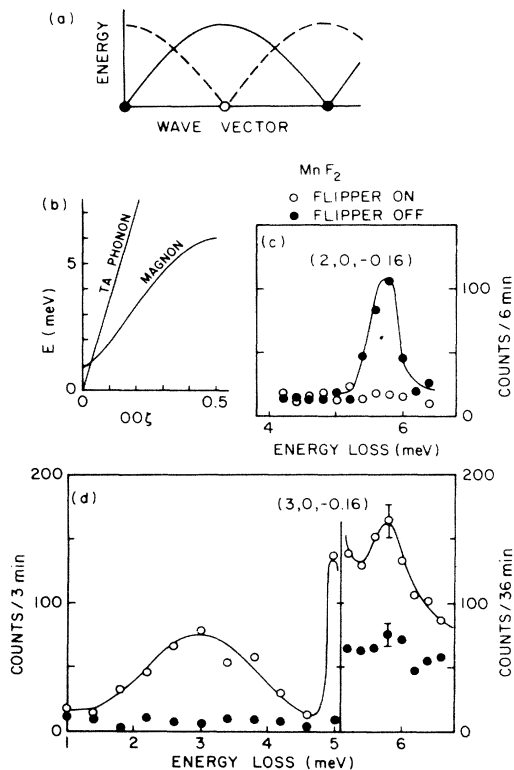 (a)
ENERGY
WAVE VECTOR
MnF2
○ FLIPPER ON
● FLIPPER OFF
(b)
TA PHONON
MAGNON
E (meV)
5
0
0
0.5
00ζ
(c)
(2,0,-0.16)
100
50
0
COUNTS / 6 min
4
6
ENERGY LOSS (meV)
(d)
(3,0,-0.16)
200
100
0
COUNTS / 3 min
200
100
0
COUNTS / 36 min
1
2
3
4
5
6
ENERGY LOSS (meV)